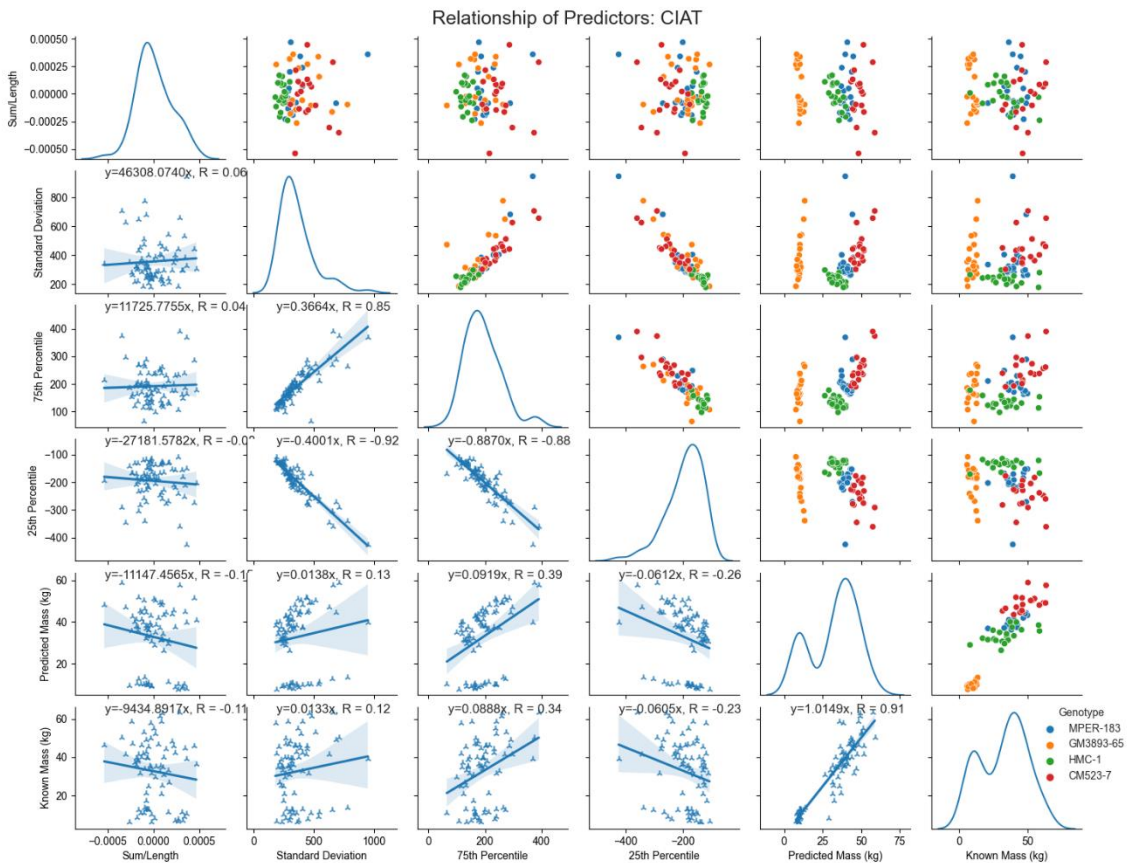 Relationship of Predictors: CIAT
Sum/Length
0.00050
0.00025
0.00000
−0.00025
−0.00050
y=46308.0740x, R = 0.06
Standard Deviation
800
600
400
200
y=11725.7755x, R = 0.04
y=0.3664x, R = 0.85
75th Percentile
400
300
200
100
y=-27181.5782x, R = -0.0
y=-0.4001x, R = -0.92
y=-0.8870x, R = -0.88
25th Percentile
−100
−200
−300
−400
y=-11147.4565x, R = -0.1
y=0.0138x, R = 0.13
y=0.0919x, R = 0.39
y=-0.0612x, R = -0.26
Predicted Mass (kg)
60
40
20
y=-9434.8917x, R = -0.11
y=0.0133x, R = 0.12
y=0.0888x, R = 0.34
y=-0.0605x, R = -0.23
y=1.0149x, R = 0.91
Known Mass (kg)
60
40
20
Genotype
MPER-183
GM3893-65
HMC-1
CM523-7
−0.0005 0.0000 0.0005
0 500 1000
0 200 400
−400 −200
0 25 50 75
0 40 80
Sum/Length
Standard Deviation
75th Percentile
25th Percentile
Predicted Mass (kg)
Known Mass (kg)